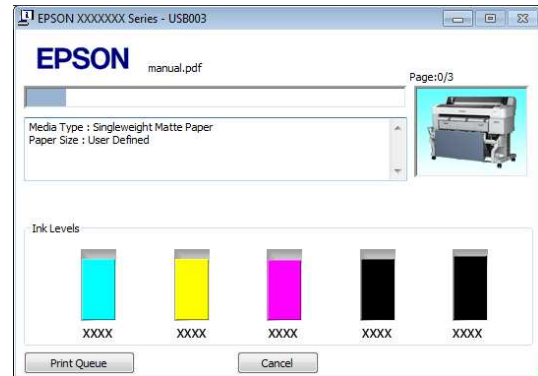 EPSON XXXXXXX Series - USB003
EPSON manual.pdf
Page:0/3
Media Type : Singleweight Matte Paper
Paper Size : User Defined
Ink Levels
XXXX XXXX XXXX XXXX XXXX
Print Queue Cancel